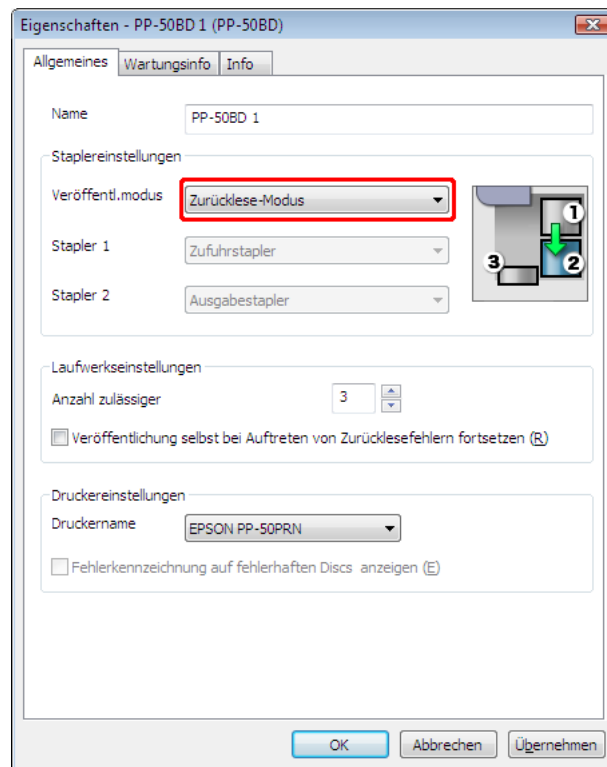 Eigenschaften - PP-50BD 1 (PP-50BD)
Allgemeines Wartungsinfo Info
Name PP-50BD 1
Staplereinstellungen
Veröffentl.modus Zurücklese-Modus
Stapler 1 Zufuhrstapler
Stapler 2 Ausgabestapler
1
2
3
Laufwerkseinstellungen
Anzahl zulässiger 3
Veröffentlichung selbst bei Auftreten von Zurücklesefehlern fortsetzen (R)
Druckereinstellungen
Druckername EPSON PP-50PRN
Fehlerkennzeichnung auf fehlerhaften Discs anzeigen (E)
OK Abbrechen Übernehmen